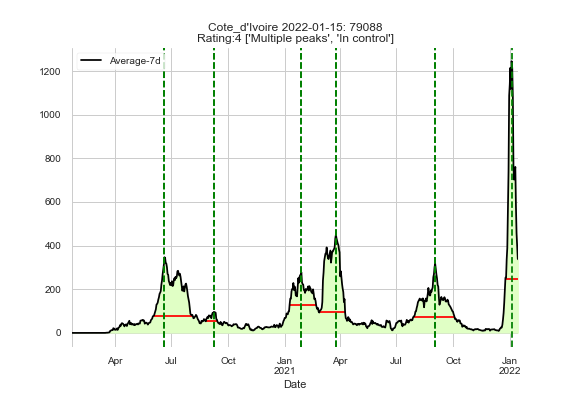 Cote_d'Ivoire 2022-01-15: 79088
Rating:4 ['Multiple peaks', 'In control']
Average-7d
1200
1000
800
600
400
200
0
Apr Jul Oct Jan Apr Jul Oct Jan
2021 2022
Date